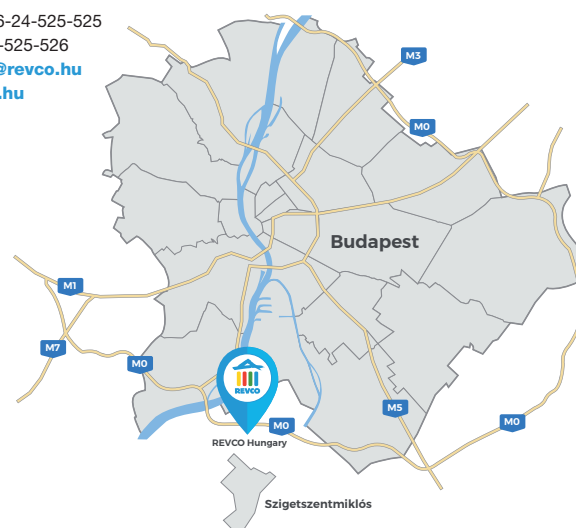 6-24-525-525
-525-526
@revco.hu
.hu
M3
M0
Budapest
M1
M7
M0
REVCO
M5
M0
M0
REVCO Hungary
Szigetszentmiklós